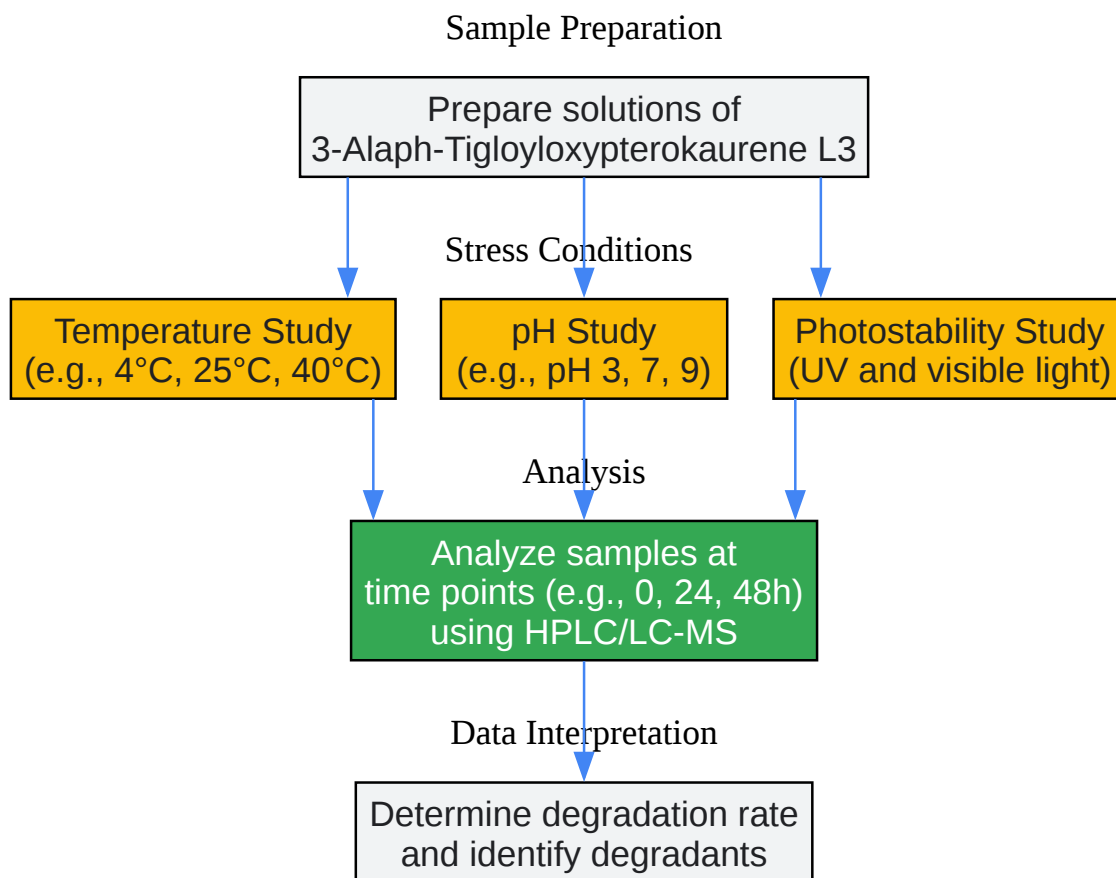 Sample Preparation
Prepare solutions of
3-Alaph-Tigloyloxypterokaurene L3
Stress Conditions
Temperature Study
(e.g., 4°C, 25°C, 40°C)
pH Study
(e.g., pH 3, 7, 9)
Photostability Study
(UV and visible light)
Analysis
Analyze samples at
time points (e.g., 0, 24, 48h)
using HPLC/LC-MS
Data Interpretation
Determine degradation rate
and identify degradants